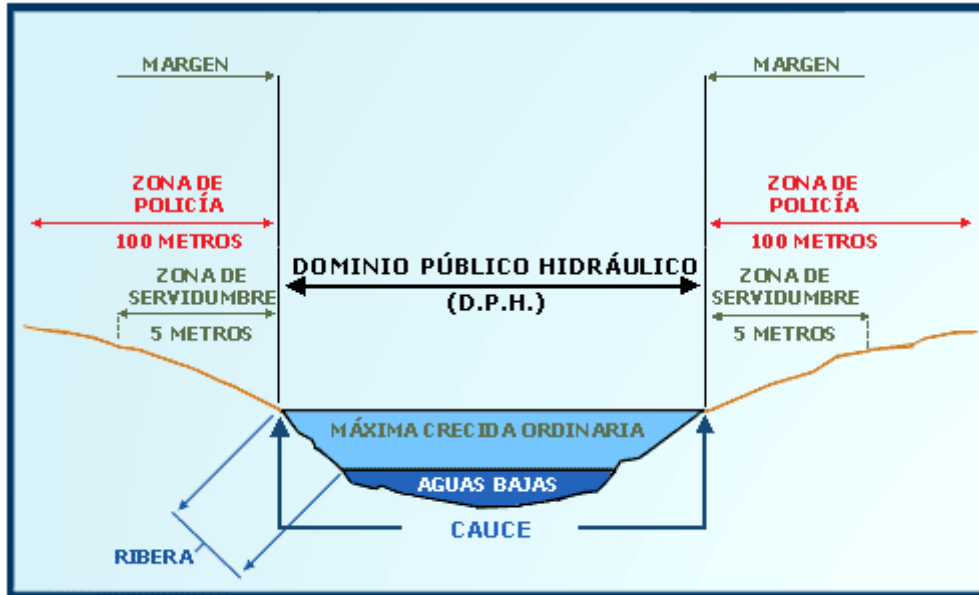 MARGEN
MARGEN
ZONA DE
POLICÍA
100 METROS
ZONA DE
POLICÍA
100 METROS
DOMINIO PÚBLICO HIDRÁULICO
(D.P.H.)
ZONA DE
SERVIDUMBRE
5 METROS
ZONA DE
SERVIDUMBRE
5 METROS
MÁXIMA CRECIDA ORDINARIA
AGUAS BAJAS
CAUCE
RIBERA